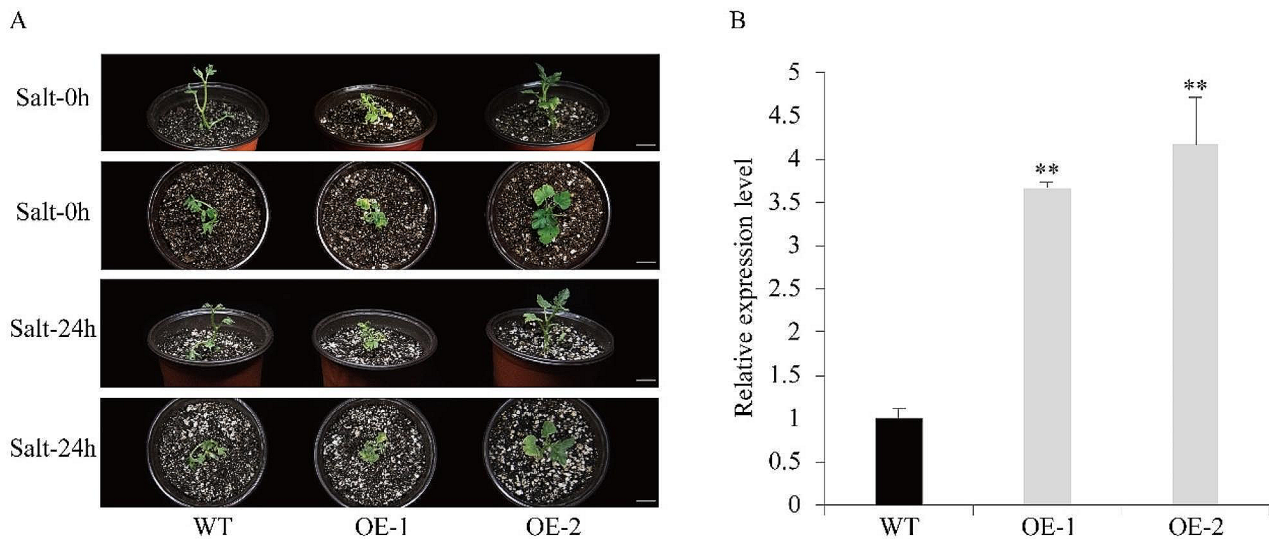 A
Salt-0h
Salt-0h
Salt-24h
Salt-24h
WT OE-1 OE-2
B
Relative expression level
5
4.5
4
3.5
3
2.5
2
1.5
1
0.5
0
**
**
WT OE-1 OE-2